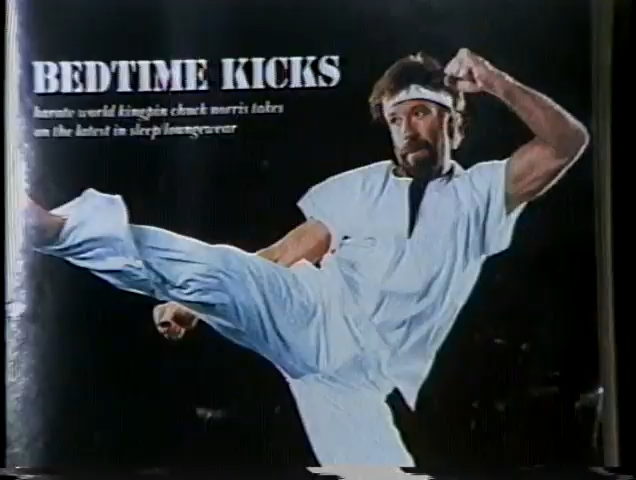 BEDTIME KICKS
karate world kingpin chuck norris takes
on the latest in sleep/loungewear